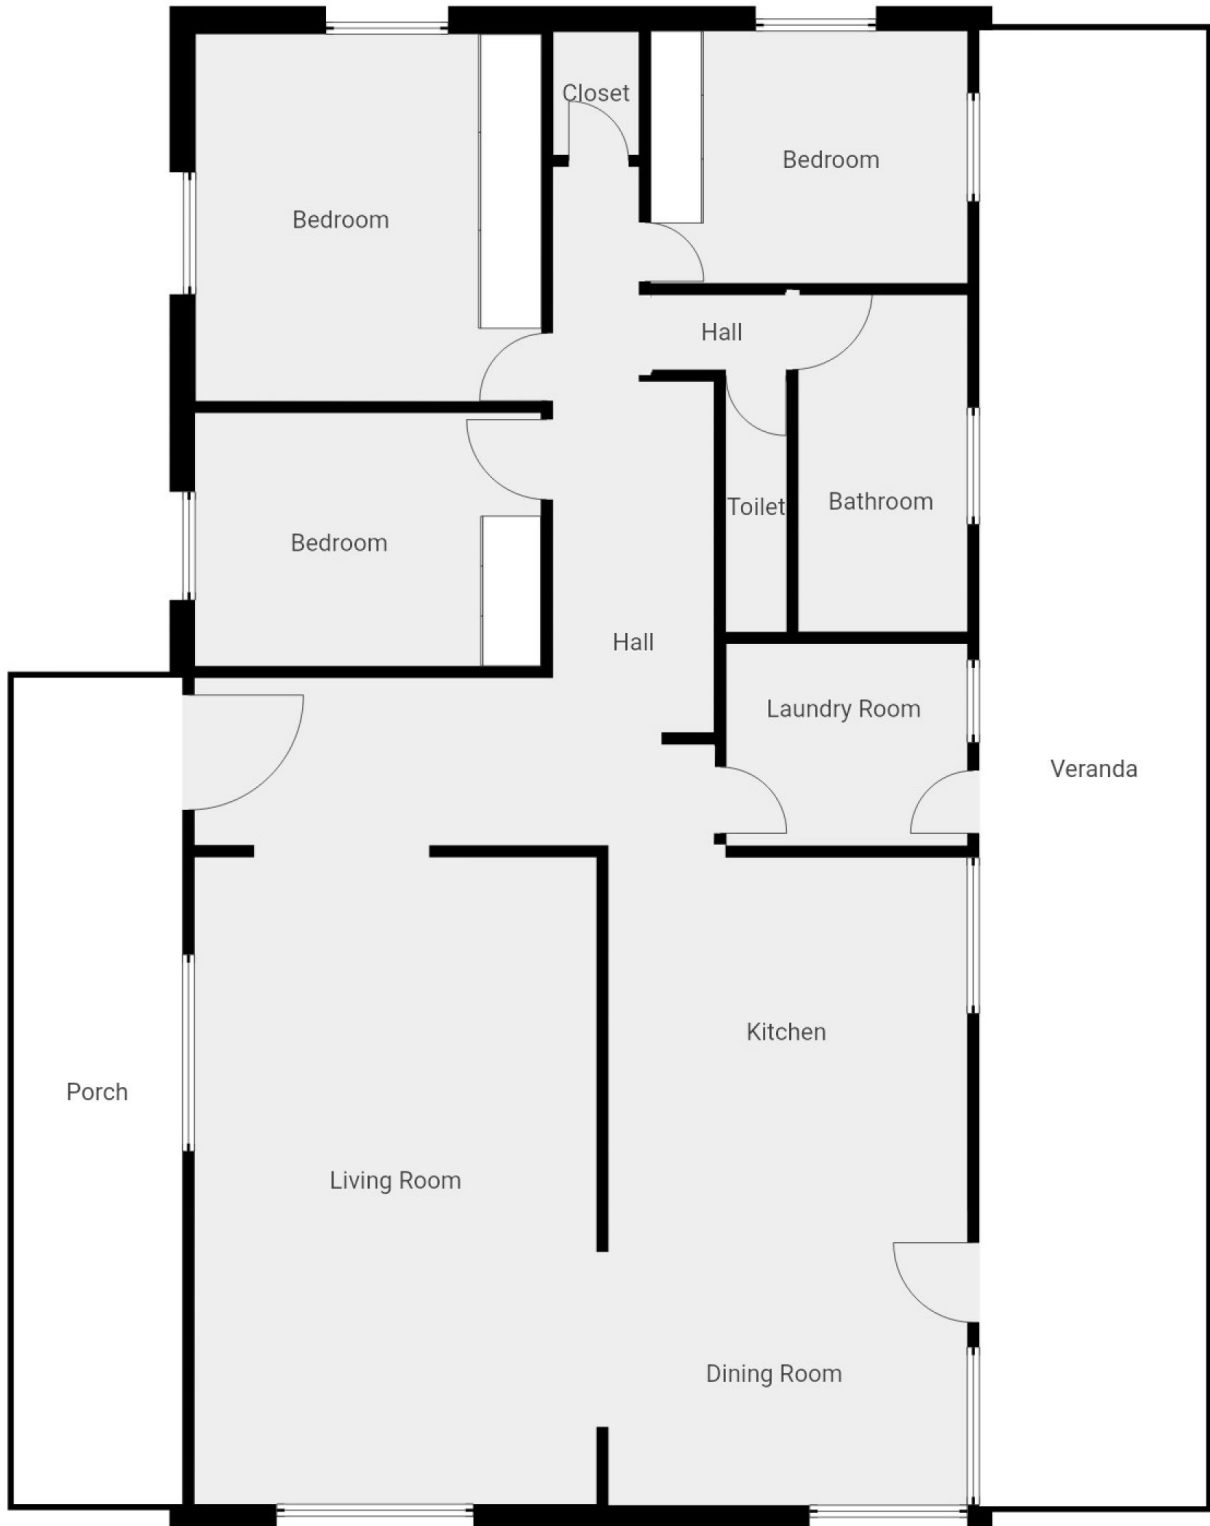 Closet
Bedroom
Bedroom
Hall
Toilet
Bathroom
Bedroom
Hall
Laundry Room
Veranda
Kitchen
Porch
Living Room
Dining Room